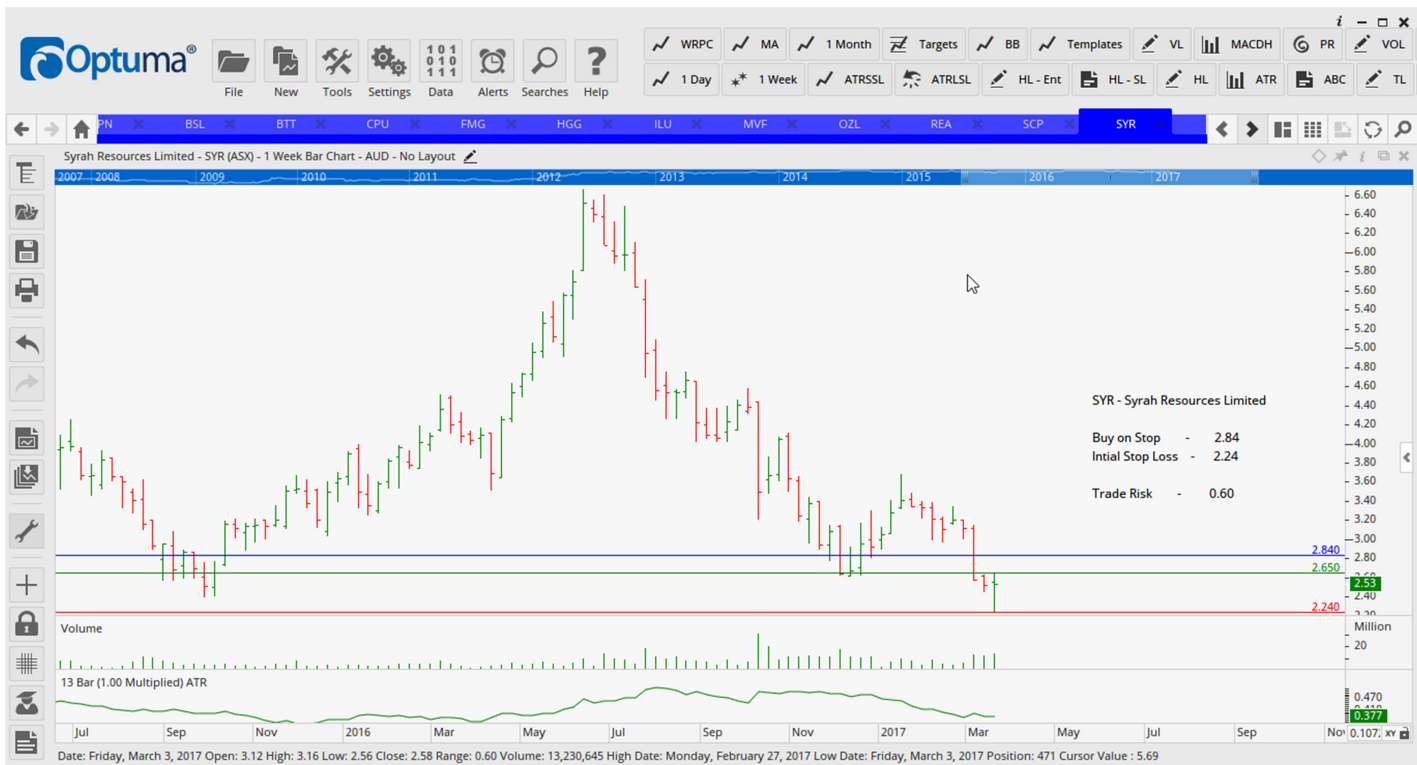 Optuma®
File New Tools Settings Data Alerts Searches Help
101
010
111
WRPC MA 1 Month Targets BB Templates VL MACDH PR VOL
1 Day 1 Week ATRSSL ATRLSL HL - Ent HL - SL HL ATR ABC TL
PN BSL BTT CPU FMG HGG ILU MVF OZL REA SCP SYR
Syrah Resources Limited - SYR (ASX) - 1 Week Bar Chart - AUD - No Layout
2007 2008 2009 2010 2011 2012 2013 2014 2015 2016 2017
6.60
6.40
6.20
6.00
5.80
5.60
5.40
5.20
5.00
4.80
4.60
4.40
4.20
4.00
3.80
3.60
3.40
3.20
3.00
2.80
2.53
2.40
2.20
SYR - Syrah Resources Limited
Buy on Stop - 2.84
Intial Stop Loss - 2.24
Trade Risk - 0.60
2.840
2.650
2.240
Volume
Million
20
13 Bar (1.00 Multiplied) ATR
0.470
0.377
Jul Sep Nov 2016 Mar May Jul Sep Nov 2017 Mar May Jul Sep 0.107 XY
Date: Friday, March 3, 2017 Open: 3.12 High: 3.16 Low: 2.56 Close: 2.58 Range: 0.60 Volume: 13,230,645 High Date: Monday, February 27, 2017 Low Date: Friday, March 3, 2017 Position: 471 Cursor Value : 5.69